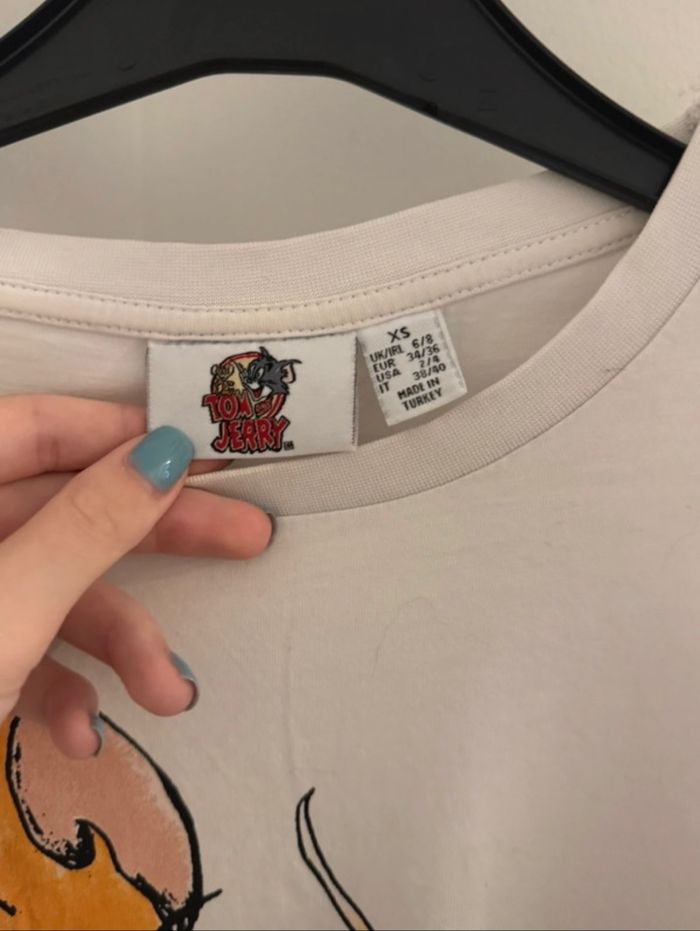 TOM AND
JERRY
XS
UK/IRL 6/8
EUR 34/36
USA 2/4
IT 38/40
MADE IN
TURKEY